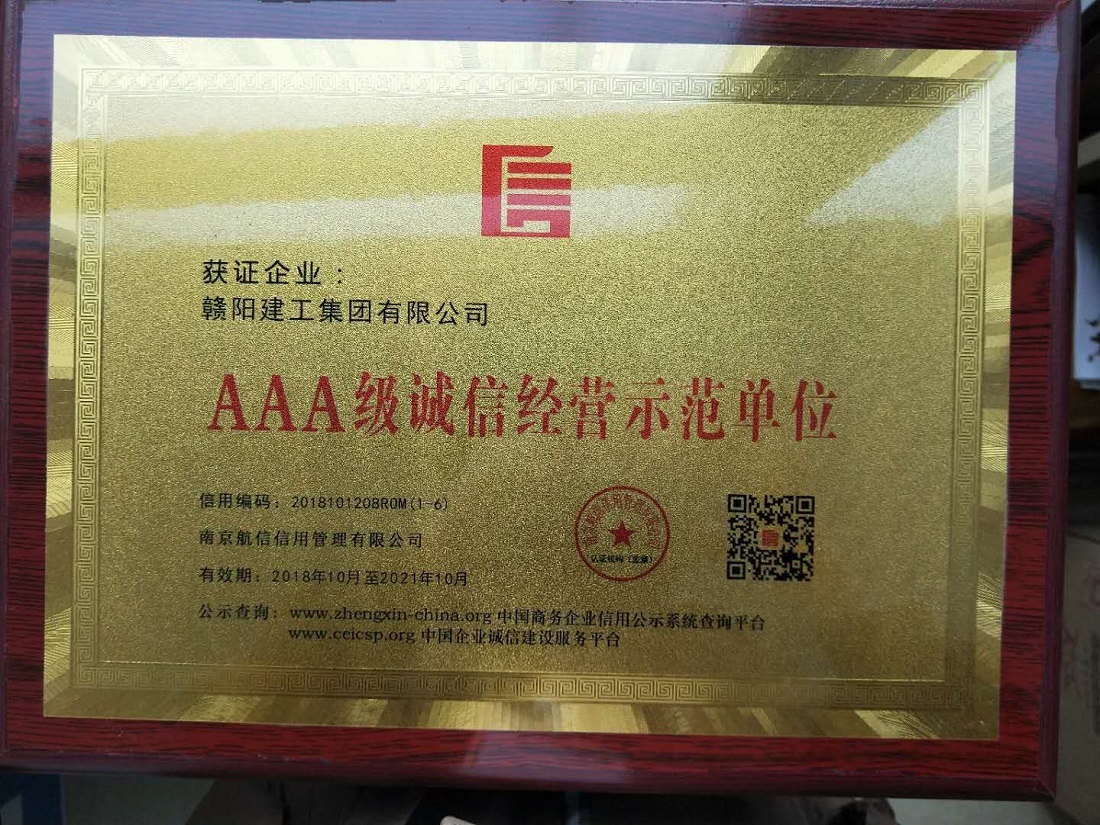 获证企业：
赣阳建工集团有限公司
AAA级诚信经营示范单位
信用编码：2018101208ROM(1-6)
南京航信信用管理有限公司
有效期：2018年10月至2021年10月
公示查询：www.zhengxin-china.org 中国商务企业信用公示系统查询平台
www.ceicsp.org 中国企业诚信建设服务平台